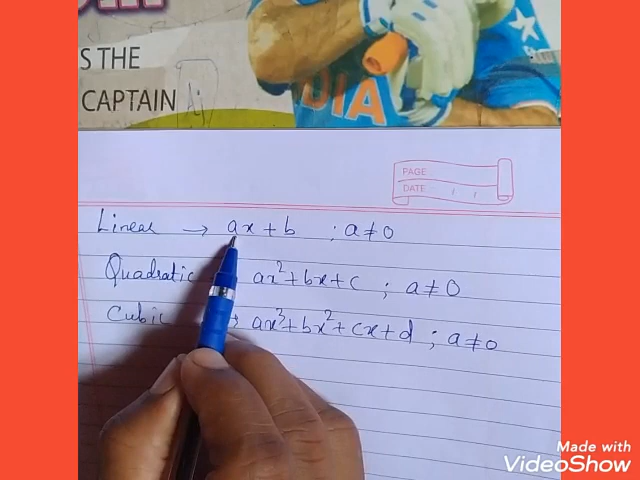 S THE
CAPTAIN
DIA
PAGE
DATE
Linear → ax + b ; a ≠ 0
Quadratic ax² + bx + c ; a ≠ 0
Cubic → ax³ + bx² + cx + d ; a ≠ 0
Made with
VideoShow